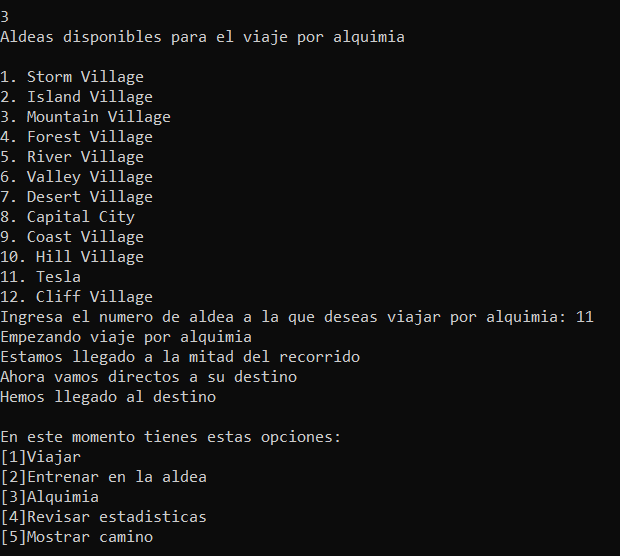 3
Aldeas disponibles para el viaje por alquimia
1. Storm Village
2. Island Village
3. Mountain Village
4. Forest Village
5. River Village
6. Valley Village
7. Desert Village
8. Capital City
9. Coast Village
10. Hill Village
11. Tesla
12. Cliff Village
Ingresa el numero de aldea a la que deseas viajar por alquimia: 11
Empezando viaje por alquimia
Estamos llegado a la mitad del recorrido
Ahora vamos directos a su destino
Hemos llegado al destino
En este momento tienes estas opciones:
[1]Viajar
[2]Entrenar en la aldea
[3]Alquimia
[4]Revisar estadisticas
[5]Mostrar camino